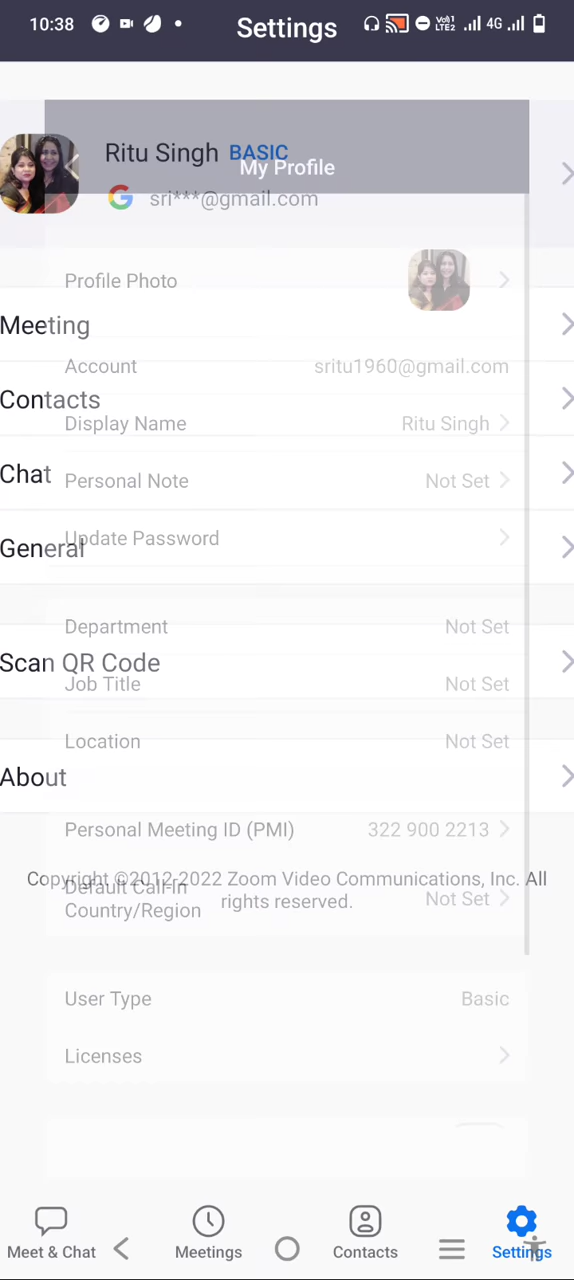 10:38
Settings
Vo)) 1
LTE2
4G
Ritu Singh BASIC
My Profile
sri***@gmail.com
Profile Photo
Meeting
Account sritu1960@gmail.com
Contacts
Display Name Ritu Singh
Chat
Personal Note Not Set
Update Password
General
Department Not Set
Scan QR Code
Job Title Not Set
Location Not Set
About
Personal Meeting ID (PMI) 322 900 2213
Copyright ©2012-2022 Zoom Video Communications, Inc. All
rights reserved.
Default Call-In
Country/Region Not Set
User Type Basic
Licenses
Meet & Chat Meetings Contacts Settings